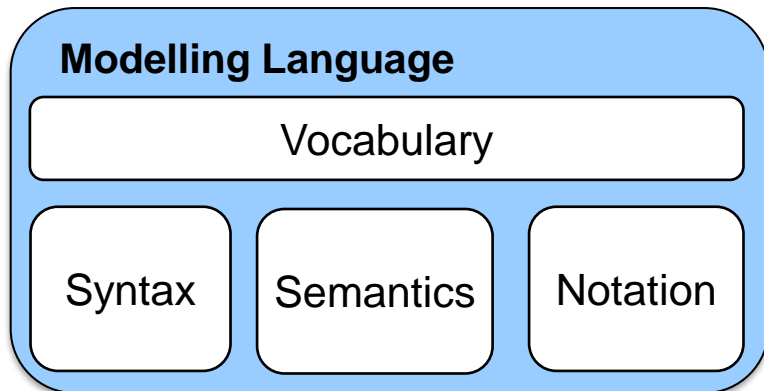 Modelling Language
Vocabulary
Syntax
Semantics
Notation